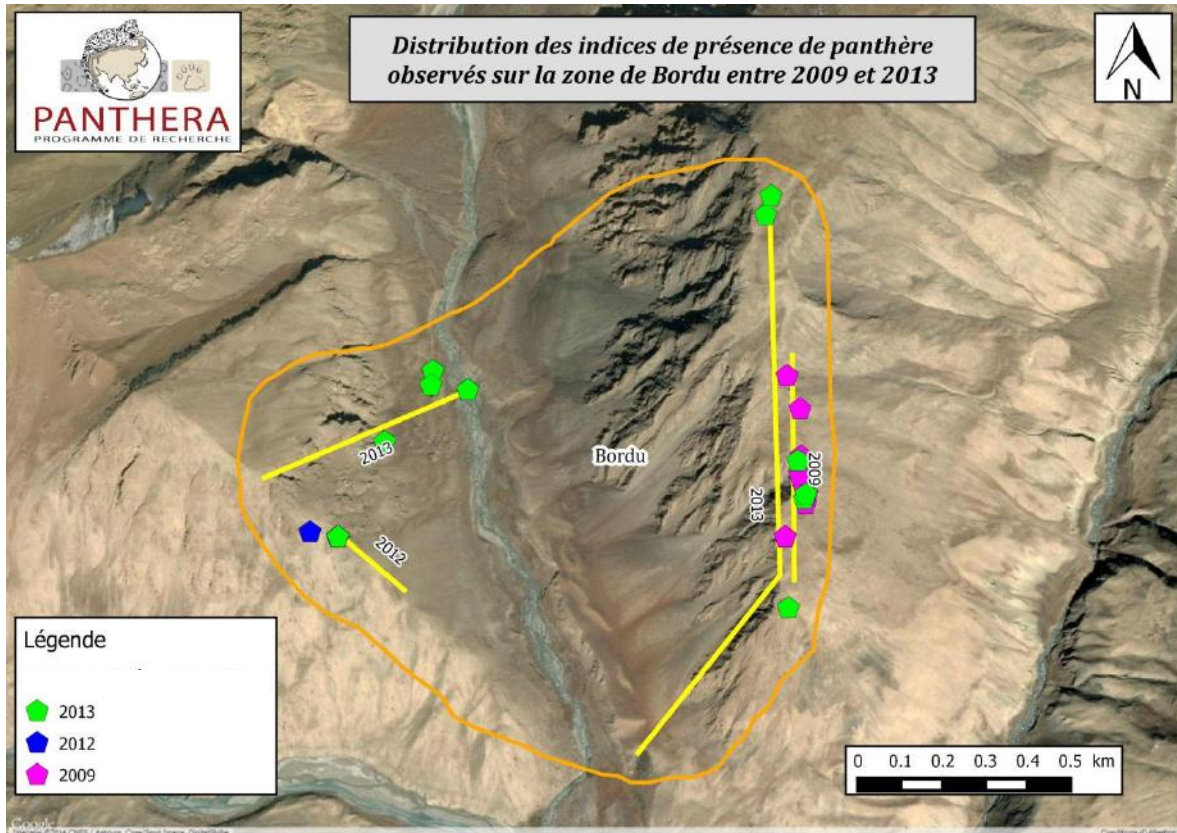 PANTHERA
PROGRAMME DE RECHERCHE
Distribution des indices de présence de panthère
observés sur la zone de Bordu entre 2009 et 2013
N
2013
Bordu
2013
2009
2012
Légende
2013
2012
2009
0 0.1 0.2 0.3 0.4 0.5 km
Google